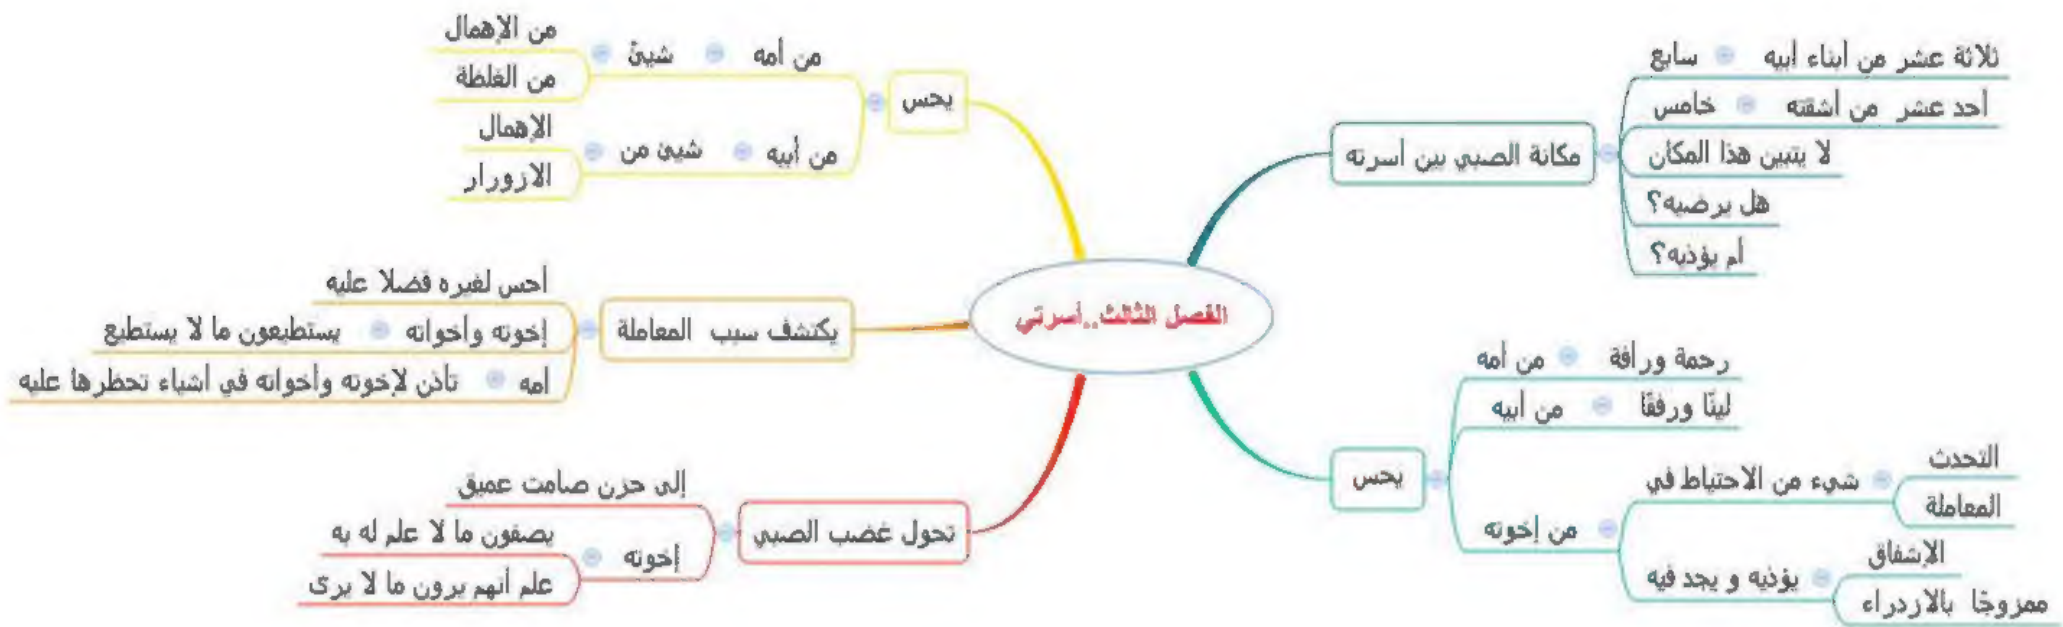 الفصل الثالث..أسرتي
مكانة الصبي بين أسرته
ثلاثة عشر من أبناء أبيه سابع
أحد عشر من أشقته خامس
لا يتبين هذا المكان
هل يرضيه؟
أم يؤذيه؟
يحس
رحمة ورأفة من أمه
لينًا ورفقًا من أبيه
من إخوته
شيء من الاحتياط في
التحدث
المعاملة
يؤذيه و يجد فيه
الإشفاق
ممزوجًا بالازدراء
يحس
من أمه شيئ
من الإهمال
من الغلظة
من أبيه شيئ من
الإهمال
الازورار
يكتشف سبب المعاملة
أحس لغيره فضلا عليه
إخوته وأخواته يستطيعون ما لا يستطيع
أمه تأذن لإخوته وأخواته في أشياء تحظرها عليه
تحول غضب الصبي
إلى حزن صامت عميق
إخوته
يصفون ما لا علم له به
علم أنهم يرون ما لا يرى